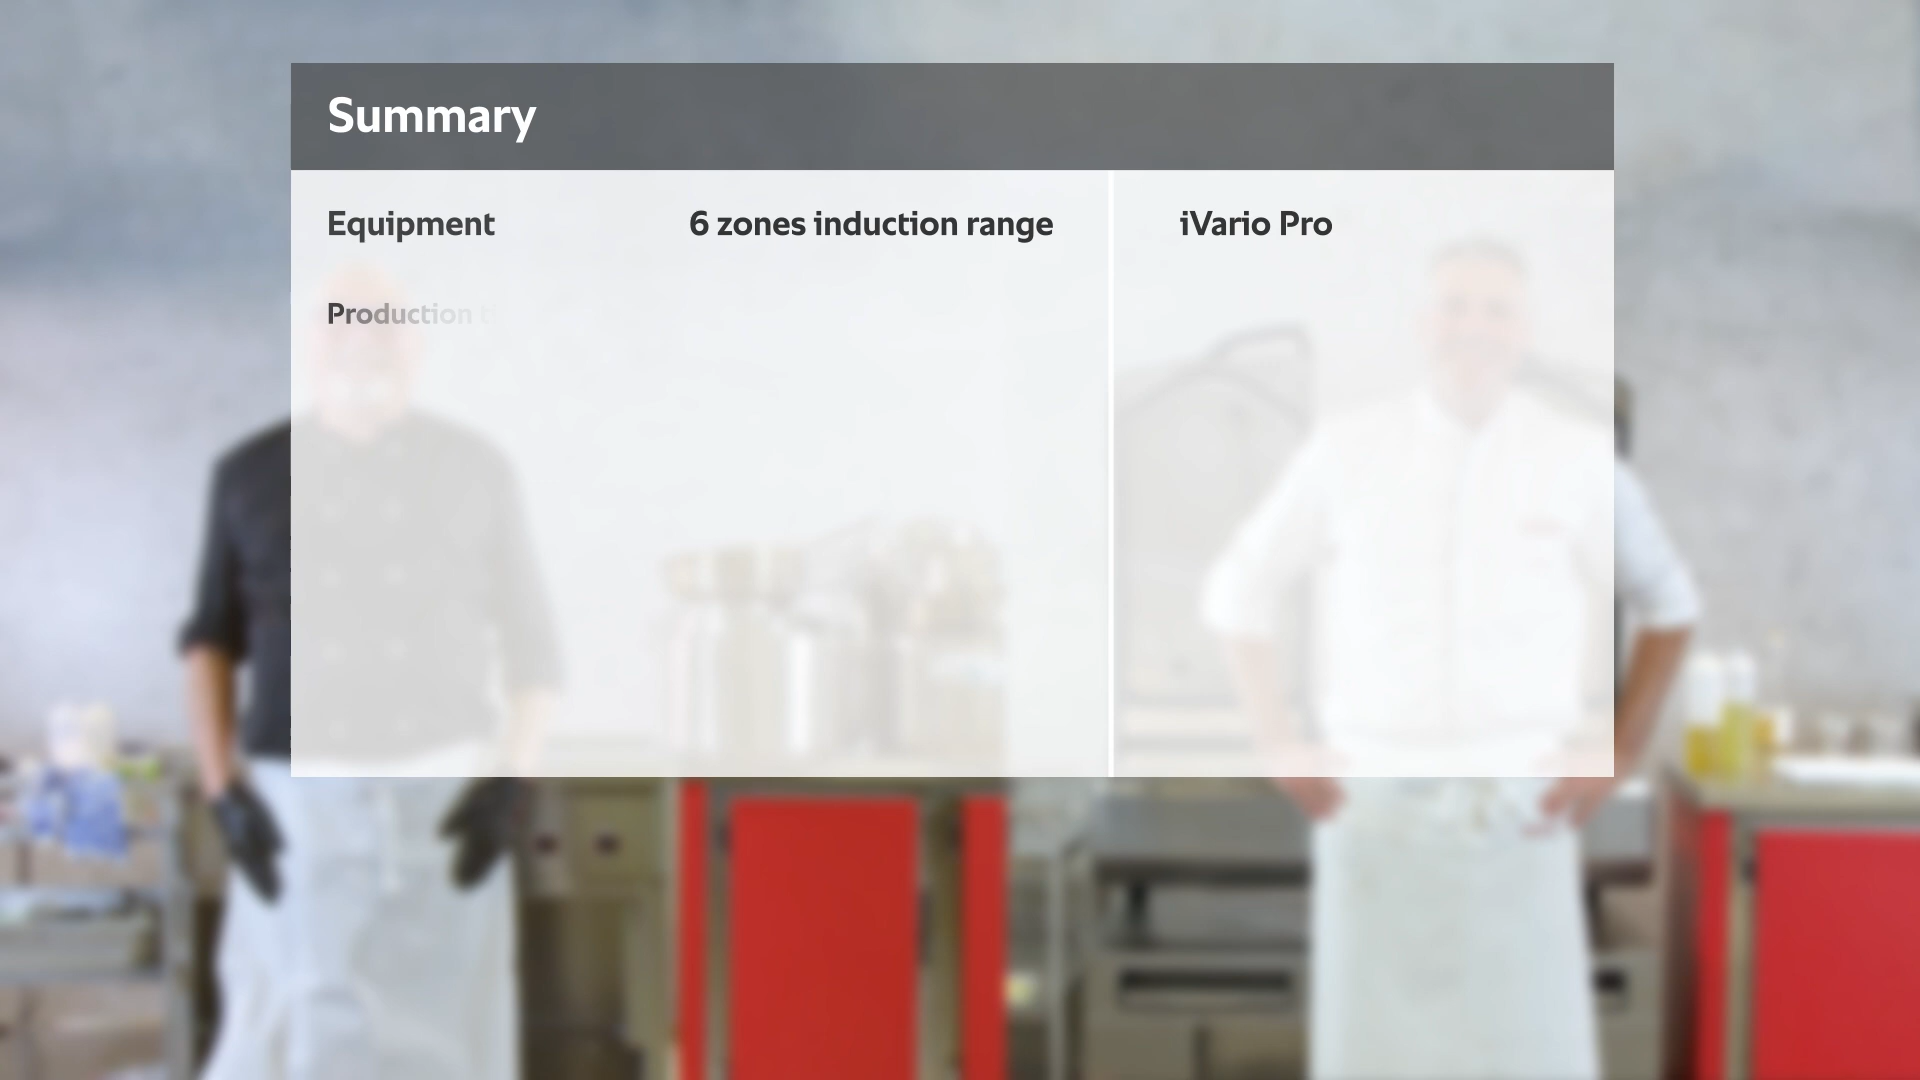 Summary
Equipment 6 zones induction range iVario Pro
Production